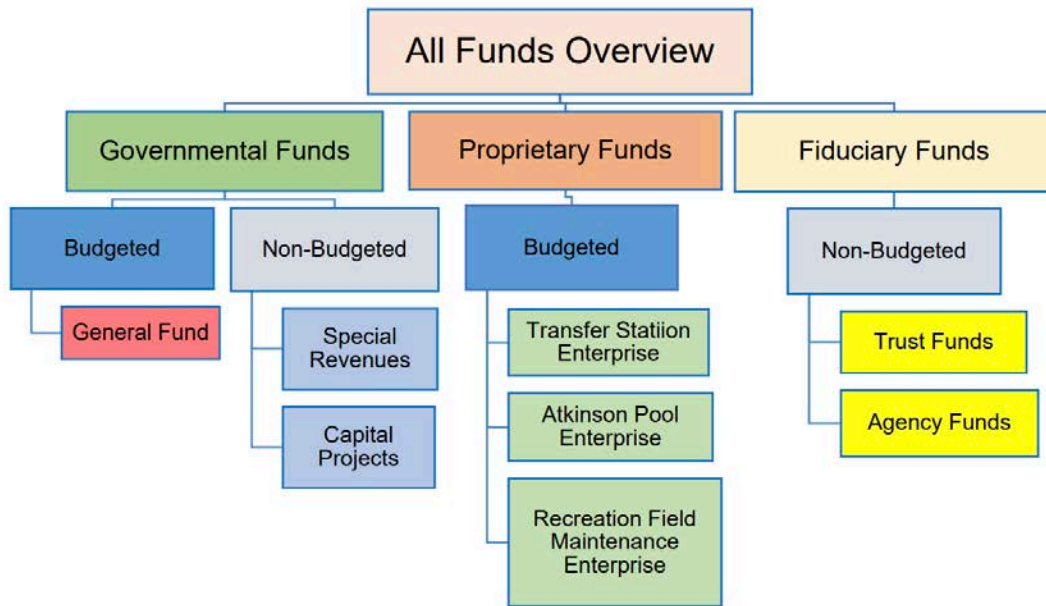 All Funds Overview
Governmental Funds
Proprietary Funds
Fiduciary Funds
Budgeted
Non-Budgeted
Budgeted
Non-Budgeted
General Fund
Special
Revenues
Capital
Projects
Transfer Statiion
Enterprise
Atkinson Pool
Enterprise
Recreation Field
Maintenance
Enterprise
Trust Funds
Agency Funds